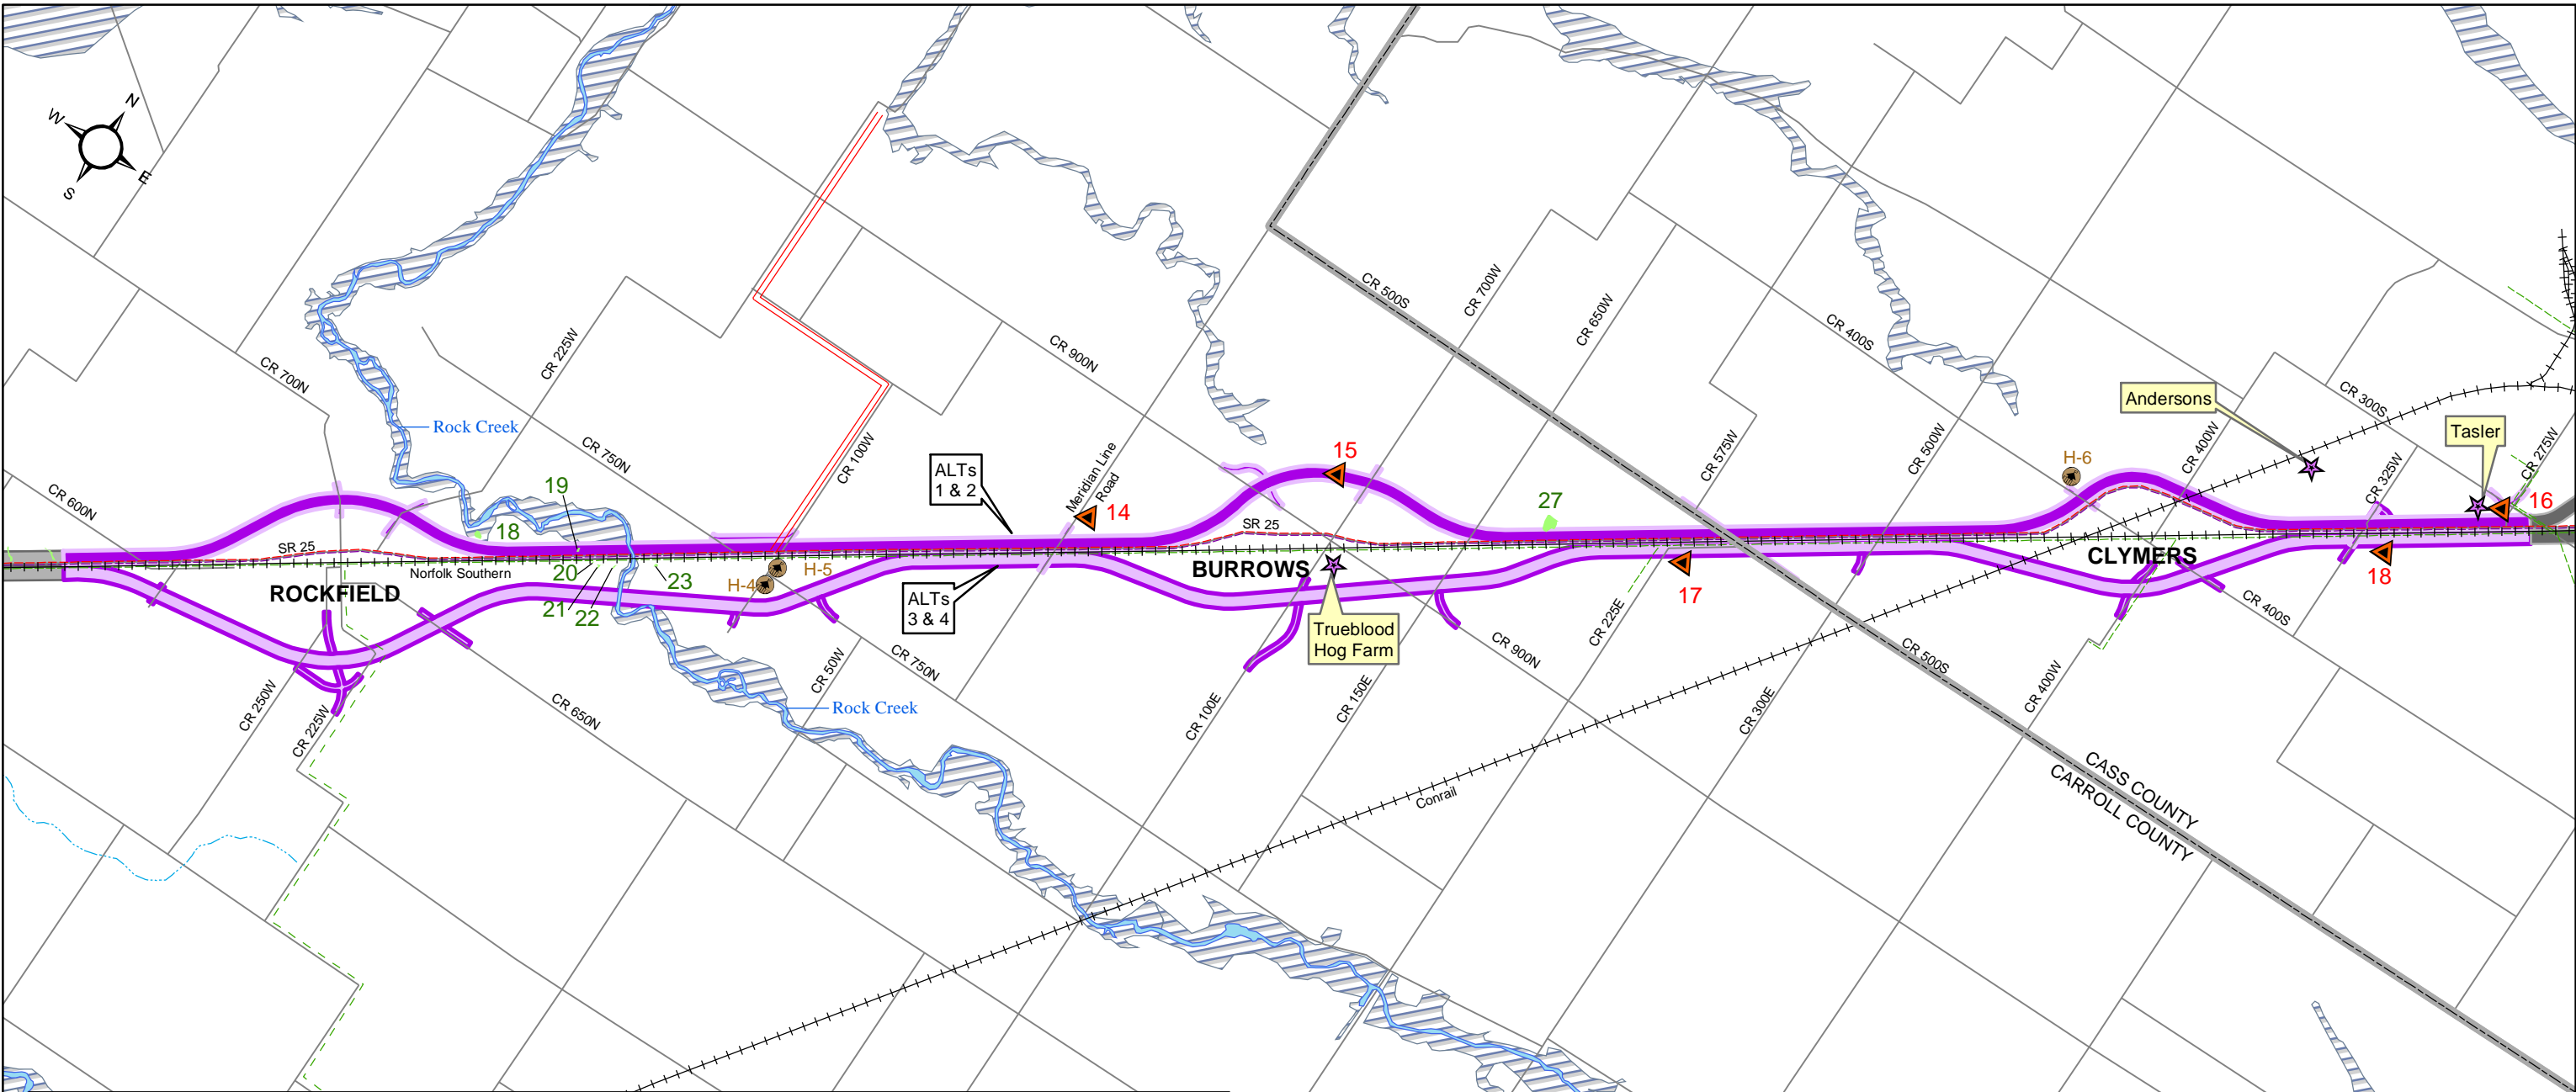 N
W
E
S
CR 500S
CR 700W
CR 650W
CR 400S
CR 900N
CR 225W
CR 700N
Rock Creek
CR 750N
CR 100W
Meridian Line
Road
ALTs
1 & 2
15
14
CR 575W
CR 500W
Andersons
CR 300S
Tasler
CR 400W
CR 325W
CR 275W
H-6
16
CR 600N
19
18
27
SR 25
SR 25
Norfolk Southern
ROCKFIELD
20
21
22
23
H-4
H-5
ALTs
3 & 4
BURROWS
Trueblood
Hog Farm
17
CLYMERS
18
CR 400S
CR 250W
CR 225W
CR 650N
CR 50W
CR 750N
Rock Creek
CR 100E
CR 150E
CR 900N
CR 225E
CR 300E
CR 500S
CR 400W
Conrail
CASS COUNTY
CARROLL COUNTY